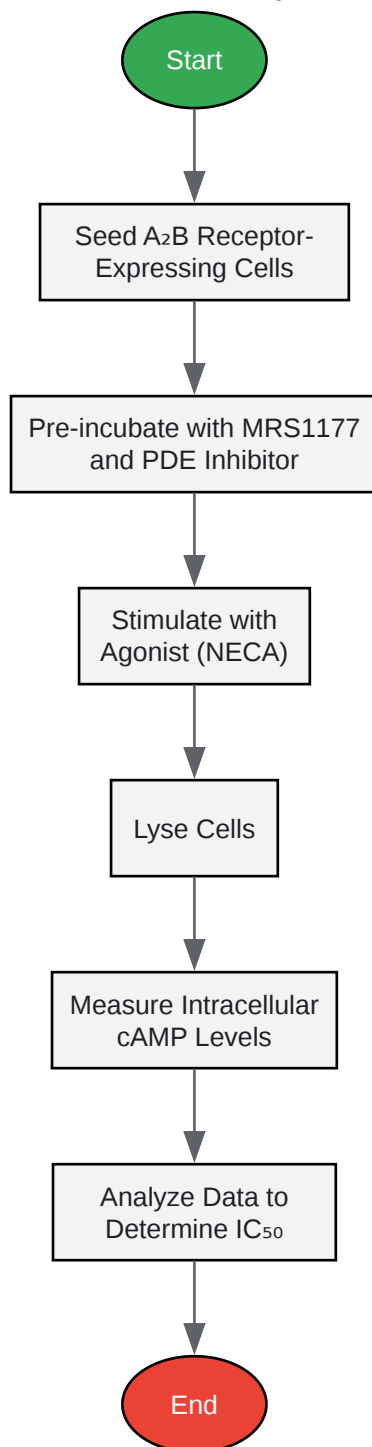 Start
Seed A₂B Receptor-
Expressing Cells
Pre-incubate with MRS1177
and PDE Inhibitor
Stimulate with
Agonist (NECA)
Lyse Cells
Measure Intracellular
cAMP Levels
Analyze Data to
Determine IC₅₀
End